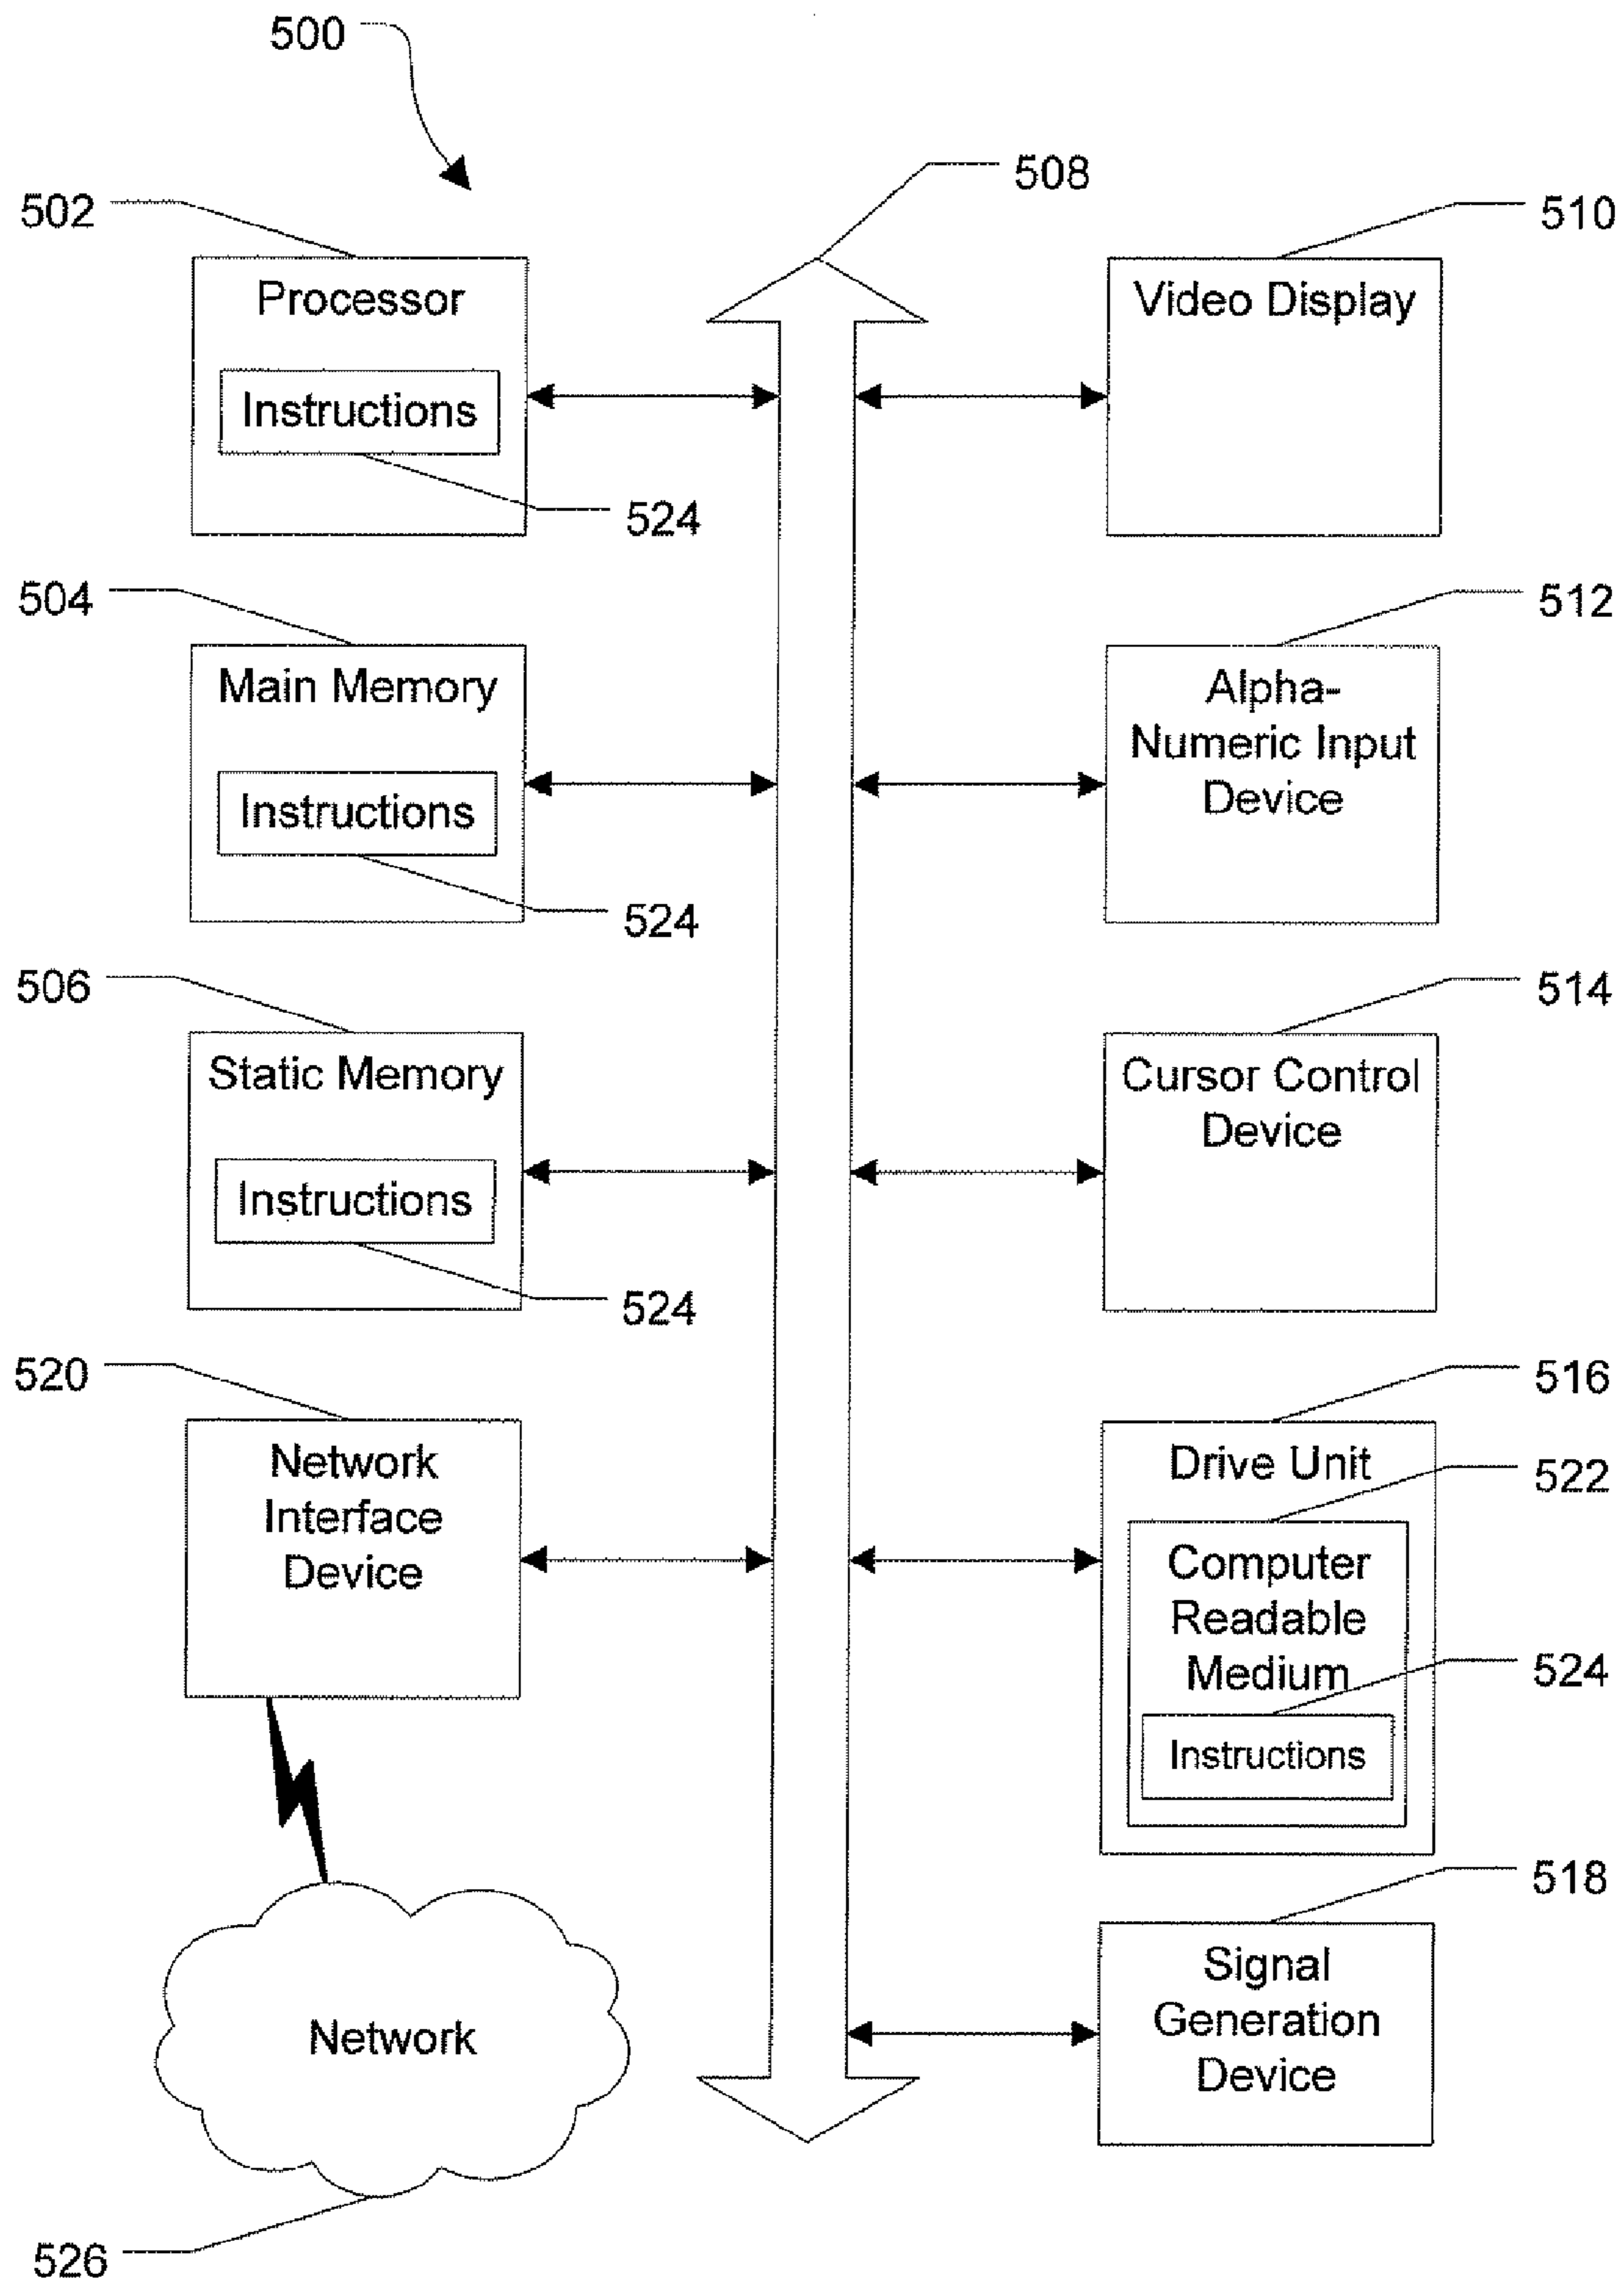 500
508
502
510
Processor
Video Display
Instructions
524
504
512
Main Memory
Alpha-
Numeric Input
Device
Instructions
524
506
514
Static Memory
Cursor Control
Device
Instructions
524
520
516
Network
Interface
Device
Drive Unit
522
Computer
Readable
Medium
524
Instructions
518
Signal
Generation
Device
Network
526